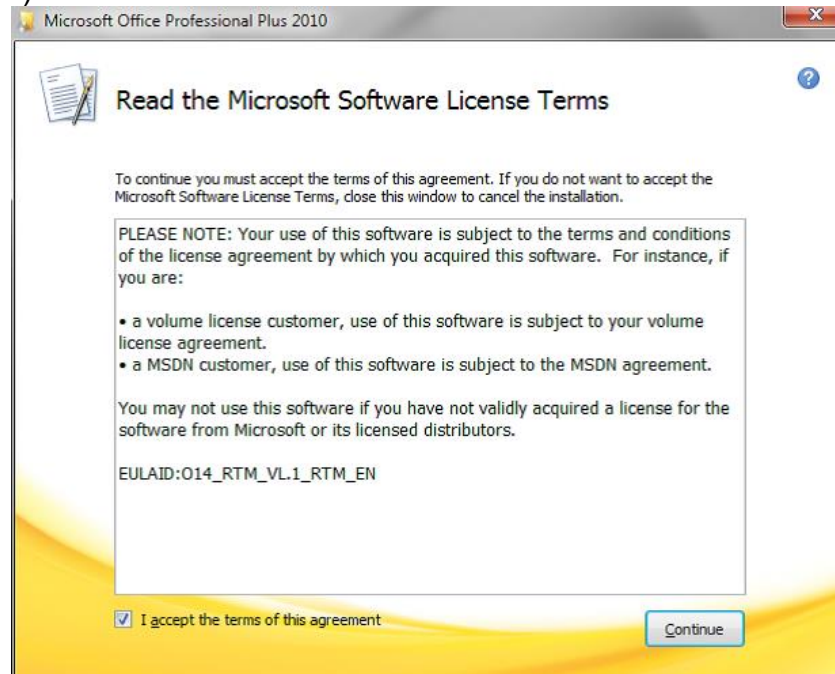 Microsoft Office Professional Plus 2010
Read the Microsoft Software License Terms
To continue you must accept the terms of this agreement. If you do not want to accept the
Microsoft Software License Terms, close this window to cancel the installation.
PLEASE NOTE: Your use of this software is subject to the terms and conditions
of the license agreement by which you acquired this software.  For instance, if
you are:
• a volume license customer, use of this software is subject to your volume
license agreement.
• a MSDN customer, use of this software is subject to the MSDN agreement.
You may not use this software if you have not validly acquired a license for the
software from Microsoft or its licensed distributors.
EULAID:O14_RTM_VL.1_RTM_EN
I accept the terms of this agreement
Continue